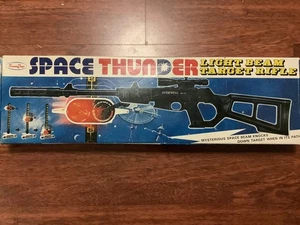 SPACE THUNDER
LIGHT BEAM
TARGET RIFLE
MYSTERIOUS SPACE BEAM KNOCKS
DOWN TARGET WHEN IN ITS PATH